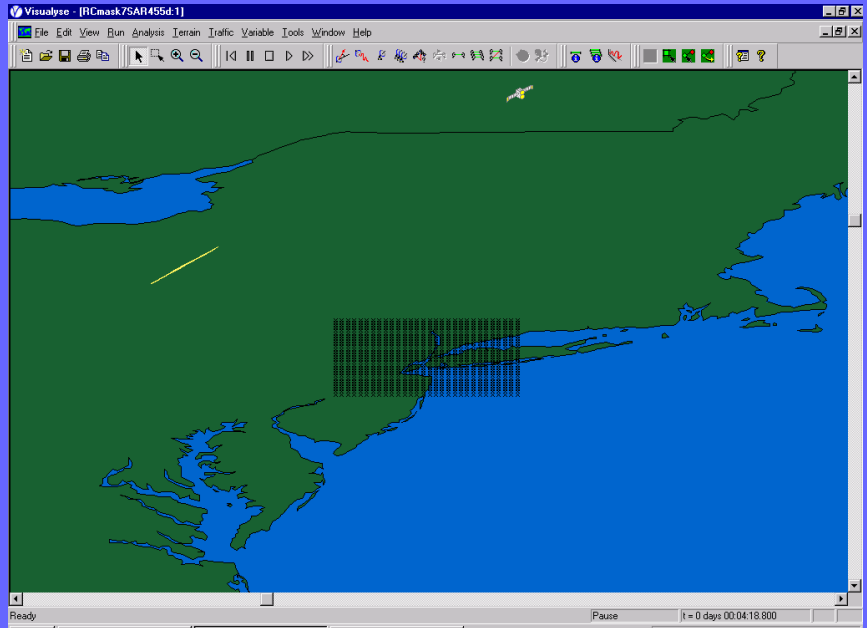 Visualyse - [RCmask7SAR455d:1]
File Edit View Run Analysis Terrain Traffic Variable Tools Window Help
Ready Pause t = 0 days 00:04:18.800